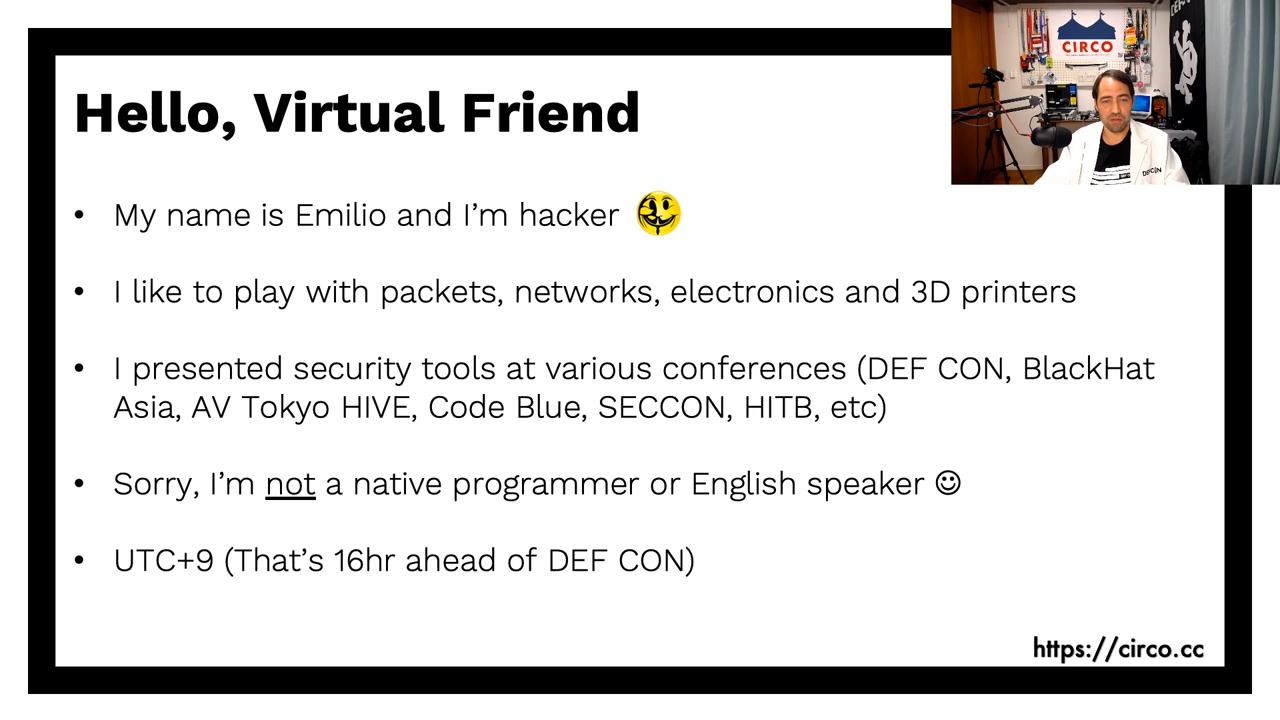 Hello, Virtual Friend
CIRCO
• My name is Emilio and I'm hacker
• I like to play with packets, networks, electronics and 3D printers
• I presented security tools at various conferences (DEF CON, BlackHat
Asia, AV Tokyo HIVE, Code Blue, SECCON, HITB, etc)
• Sorry, I'm not a native programmer or English speaker ☺
• UTC+9 (That's 16hr ahead of DEF CON)
https://circo.cc